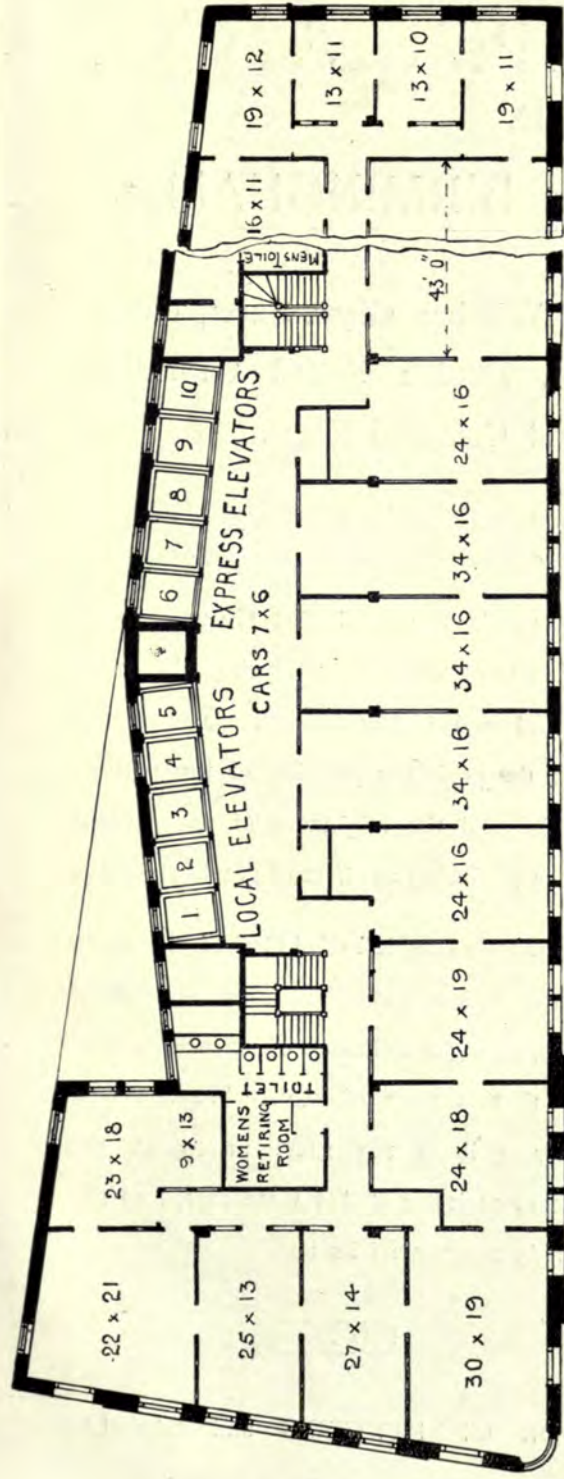 22 x 21
23 x 18
9 x 13
25 x 13
27 x 14
30 x 19
WOMENS
RETIRING
ROOM
TOILET
1
2
3
4
5
6
7
8
9
10
LOCAL ELEVATORS
EXPRESS ELEVATORS
CARS 7x6
MENS TOILET
16 x 11
19 x 12
13 x 11
13 x 10
19 x 11
24 x 18
24 x 19
24 x 16
34 x 16
34 x 16
34 x 16
24 x 16
43' 0"